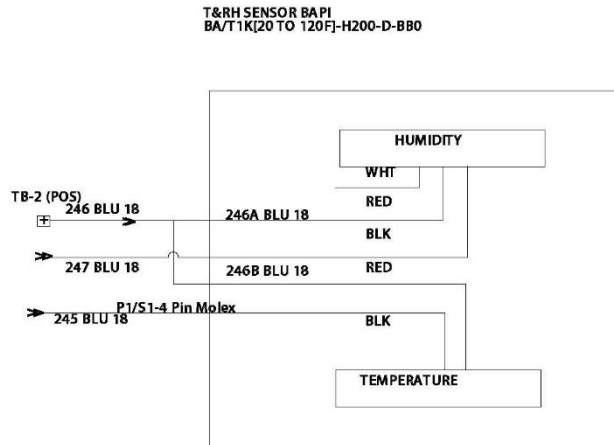 T&RH SENSOR BAPI
BA/T1K[20 TO 120F]-H200-D-BB0
HUMIDITY
WHT
TB-2 (POS)
246 BLU 18
246A BLU 18
RED
BLK
247 BLU 18
246B BLU 18
RED
P1/S1-4 Pin Molex
245 BLU 18
BLK
TEMPERATURE